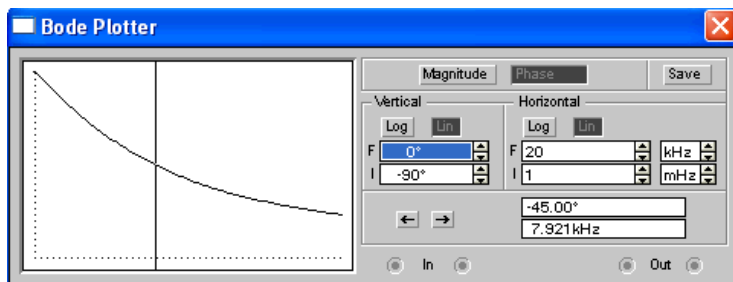 Bode Plotter
Magnitude Phase Save
Vertical Horizontal
Log Lin Log Lin
F 0° F 20 kHz
I -90° I 1 mHz
← → -45.00°
7.921kHz
In Out